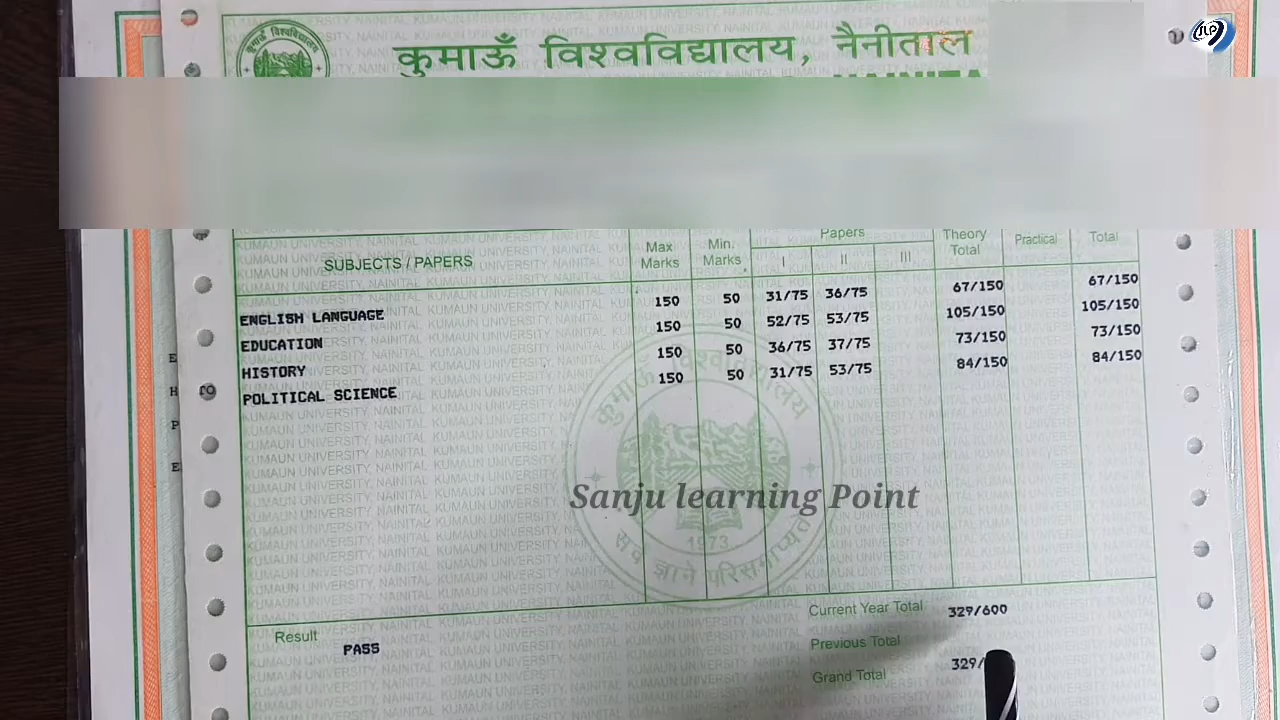 कुमाऊँ विश्वविद्यालय, नैनीताल
SLP
SUBJECTS / PAPERS Max Marks Min. Marks Papers I II III Theory Total Practical Total
ENGLISH LANGUAGE 150 50 31/75 36/75 67/150 67/150
EDUCATION 150 50 52/75 53/75 105/150 105/150
HISTORY 150 50 36/75 37/75 73/150 73/150
POLITICAL SCIENCE 150 50 31/75 53/75 84/150 84/150
Sanju learning Point
1973
Result PASS
Current Year Total 329/600
Previous Total
Grand Total 329/